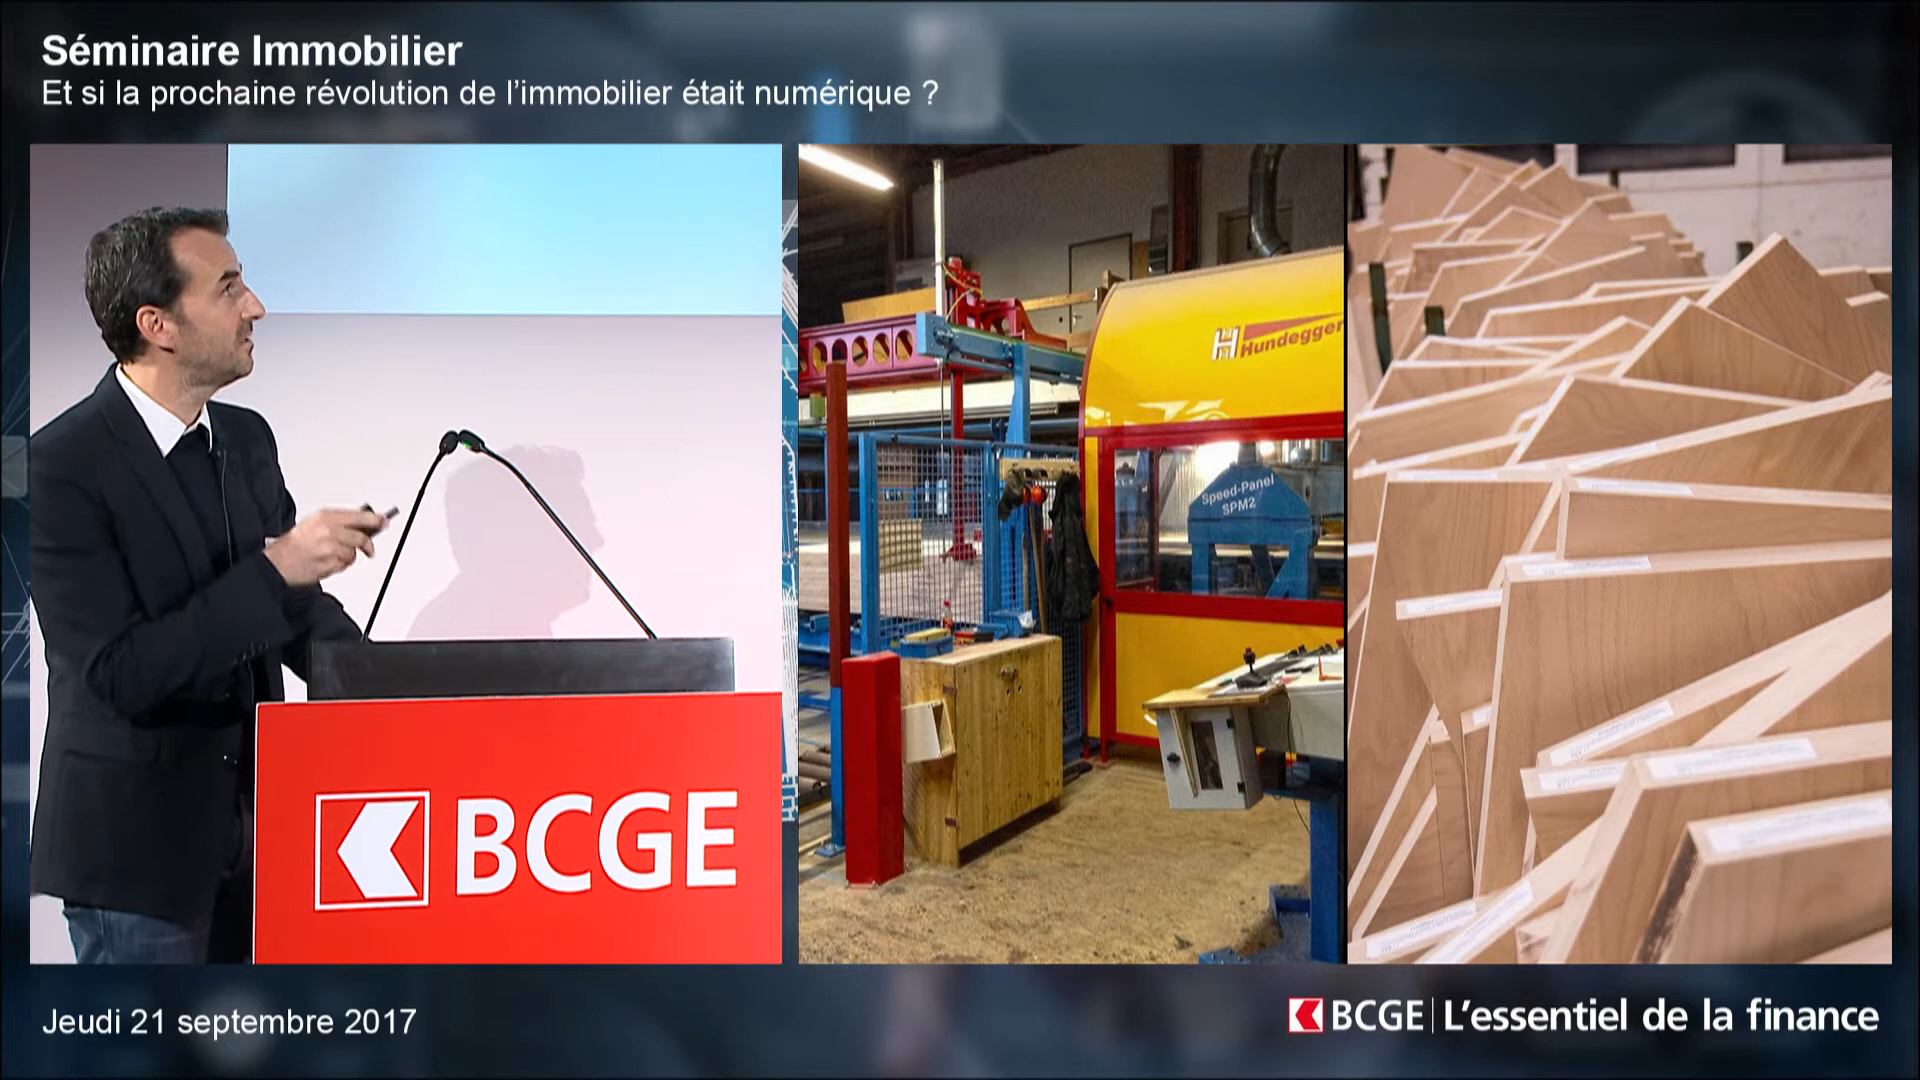 Séminaire Immobilier
Et si la prochaine révolution de l’immobilier était numérique ?
Hundegger
Speed-Panel
SPM2
BCGE
Jeudi 21 septembre 2017
BCGE L’essentiel de la finance